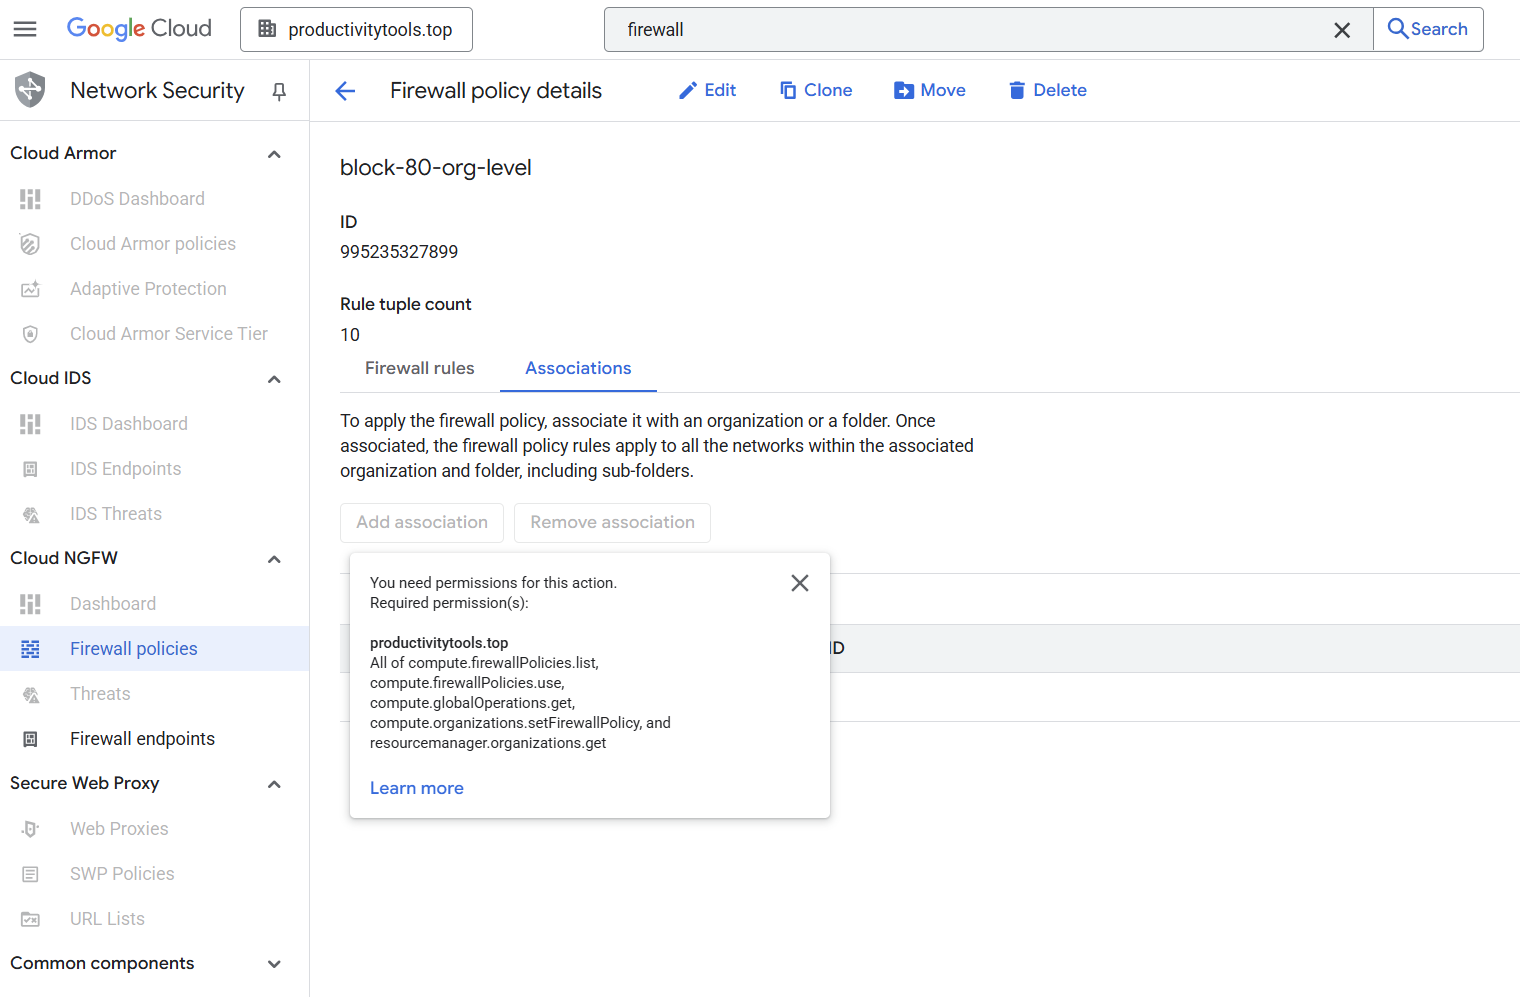 Google Cloud
productivitytools.top
firewall
Search
Network Security
Firewall policy details
Edit
Clone
Move
Delete
Cloud Armor
DDoS Dashboard
Cloud Armor policies
Adaptive Protection
Cloud Armor Service Tier
Cloud IDS
IDS Dashboard
IDS Endpoints
IDS Threats
Cloud NGFW
Dashboard
Firewall policies
Threats
Firewall endpoints
Secure Web Proxy
Web Proxies
SWP Policies
URL Lists
Common components
block-80-org-level
ID
995235327899
Rule tuple count
10
Firewall rules
Associations
To apply the firewall policy, associate it with an organization or a folder. Once
associated, the firewall policy rules apply to all the networks within the associated
organization and folder, including sub-folders.
Add association
Remove association
You need permissions for this action.
Required permission(s):
productivitytools.top
All of compute.firewallPolicies.list,
compute.firewallPolicies.use,
compute.globalOperations.get,
compute.organizations.setFirewallPolicy, and
resourcemanager.organizations.get
Learn more
ID